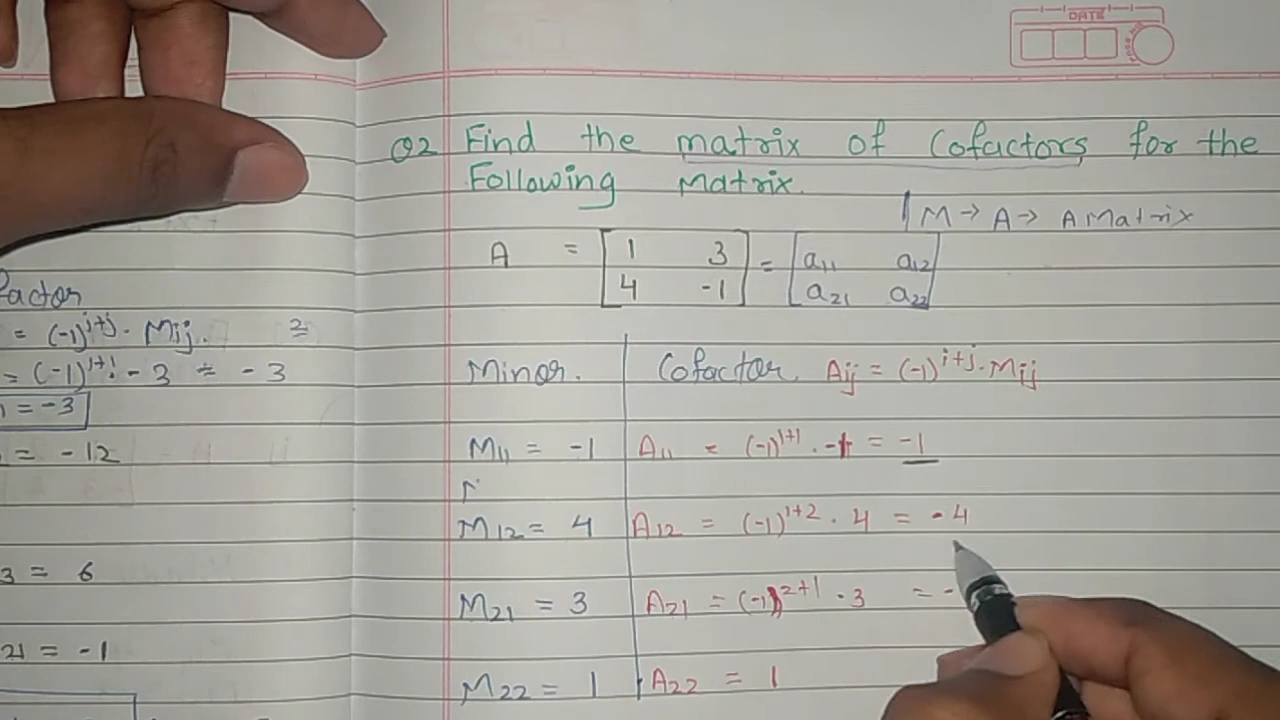 DATE
Q2 Find the matrix of Cofactors for the
Following Matrix.
| M → A → A Matrix
A = [1 3 4 -1] = [a11 a12 a21 a22]
Minor. Cofactor Aij = (-1)^i+j . Mij
M11 = -1 A11 = (-1)^1+1 . -1 = -1
M12 = 4 A12 = (-1)^1+2 . 4 = -4
M21 = 3 A21 = (-1)^2+1 . 3 = -
M22 = 1 A22 = 1
= (-1)^i+j . Mij.
= (-1)^1+1 - 3 = -3
= -3
= -12
3 = 6
21 = -1